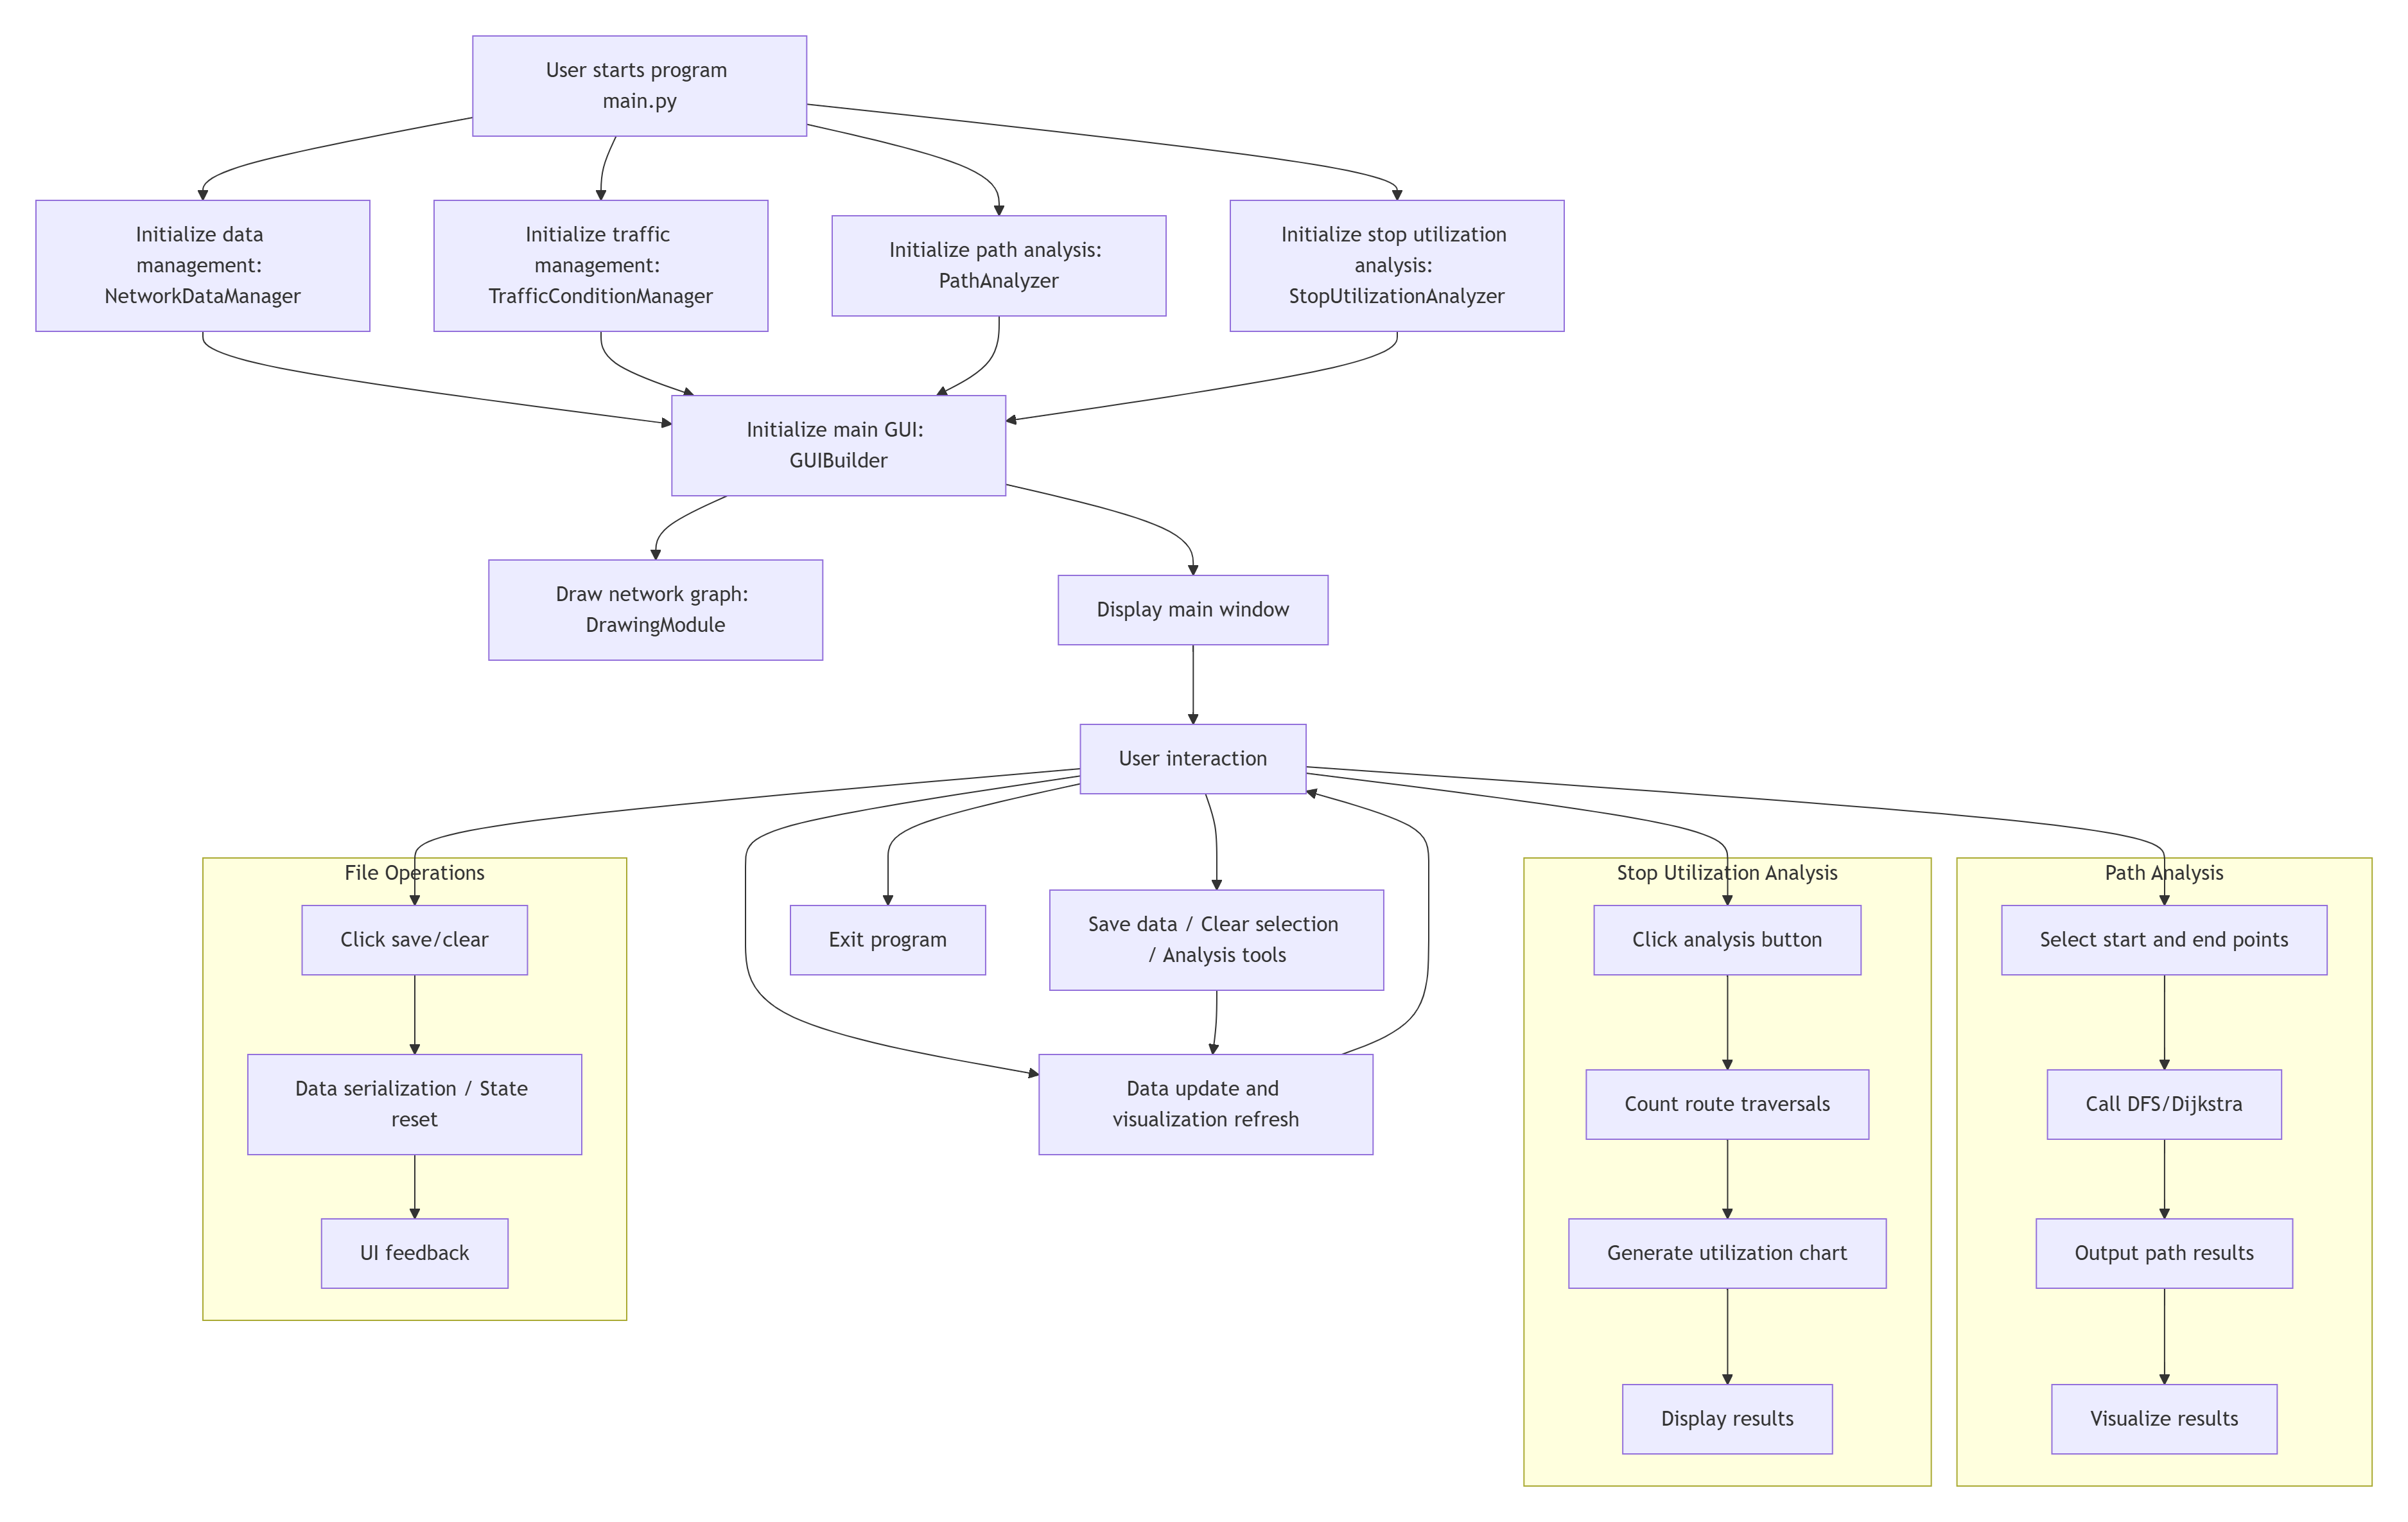 User starts program
main.py
Initialize data
management:
NetworkDataManager
Initialize traffic
management:
TrafficConditionManager
Initialize path analysis:
PathAnalyzer
Initialize stop utilization
analysis:
StopUtilizationAnalyzer
Initialize main GUI:
GUIBuilder
Draw network graph:
DrawingModule
Display main window
User interaction
File Operations
Click save/clear
Data serialization / State
reset
UI feedback
Exit program
Save data / Clear selection
/ Analysis tools
Data update and
visualization refresh
Stop Utilization Analysis
Click analysis button
Count route traversals
Generate utilization chart
Display results
Path Analysis
Select start and end points
Call DFS/Dijkstra
Output path results
Visualize results